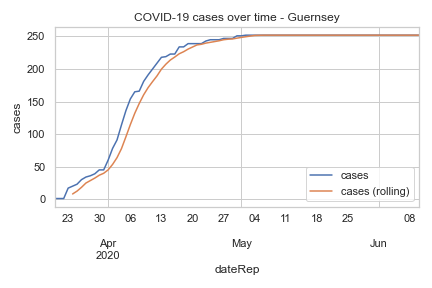 COVID-19 cases over time - Guernsey
250
200
150
100
50
0
cases
cases
cases (rolling)
23 30 06 13 20 27 04 11 18 25 08
Apr May Jun
2020
dateRep